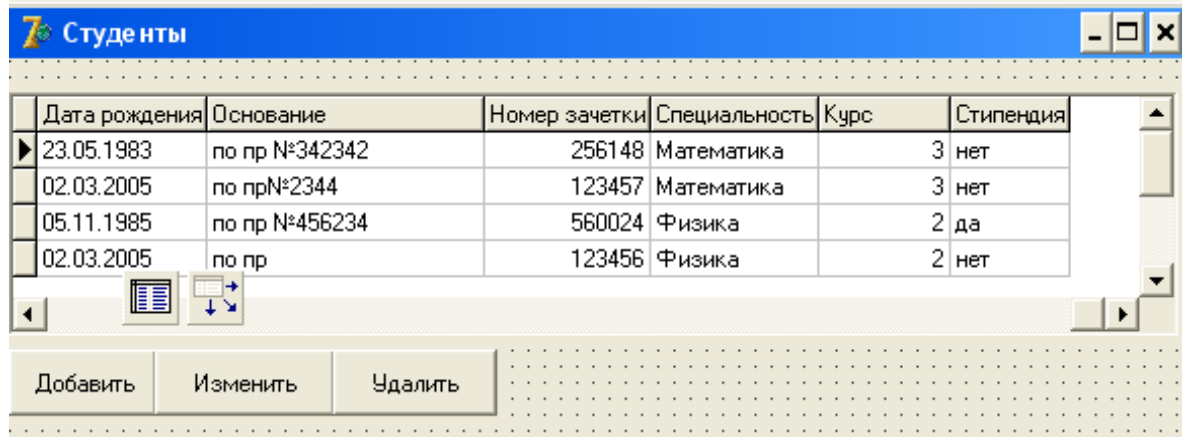 Студенты
Дата рождения Основание Номер зачетки Специальность Курс Стипендия
23.05.1983 по пр №342342 256148 Математика 3 нет
02.03.2005 по пр№2344 123457 Математика 3 нет
05.11.1985 по пр №456234 560024 Физика 2 да
02.03.2005 по пр 123456 Физика 2 нет
Добавить Изменить Удалить